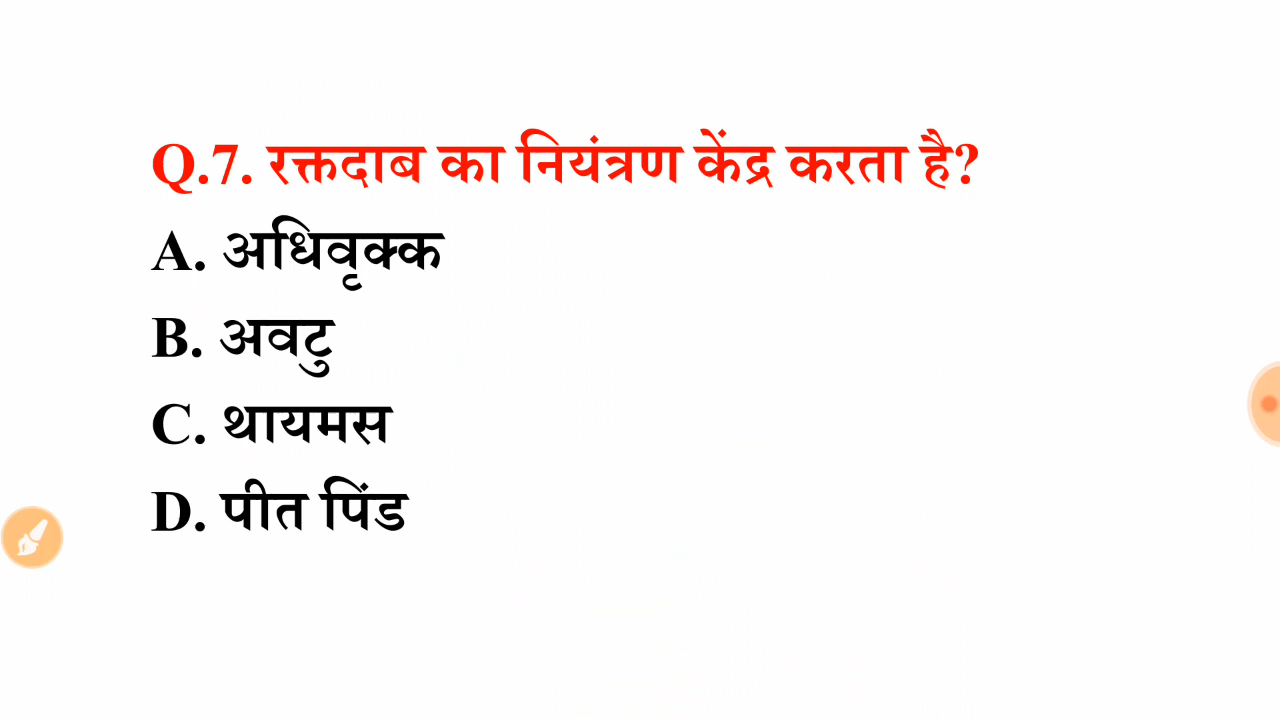 Q.7. रक्तदाब का नियंत्रण केंद्र करता है?
A. अधिवृक्क
B. अवटु
C. थायमस
D. पीत पिंड